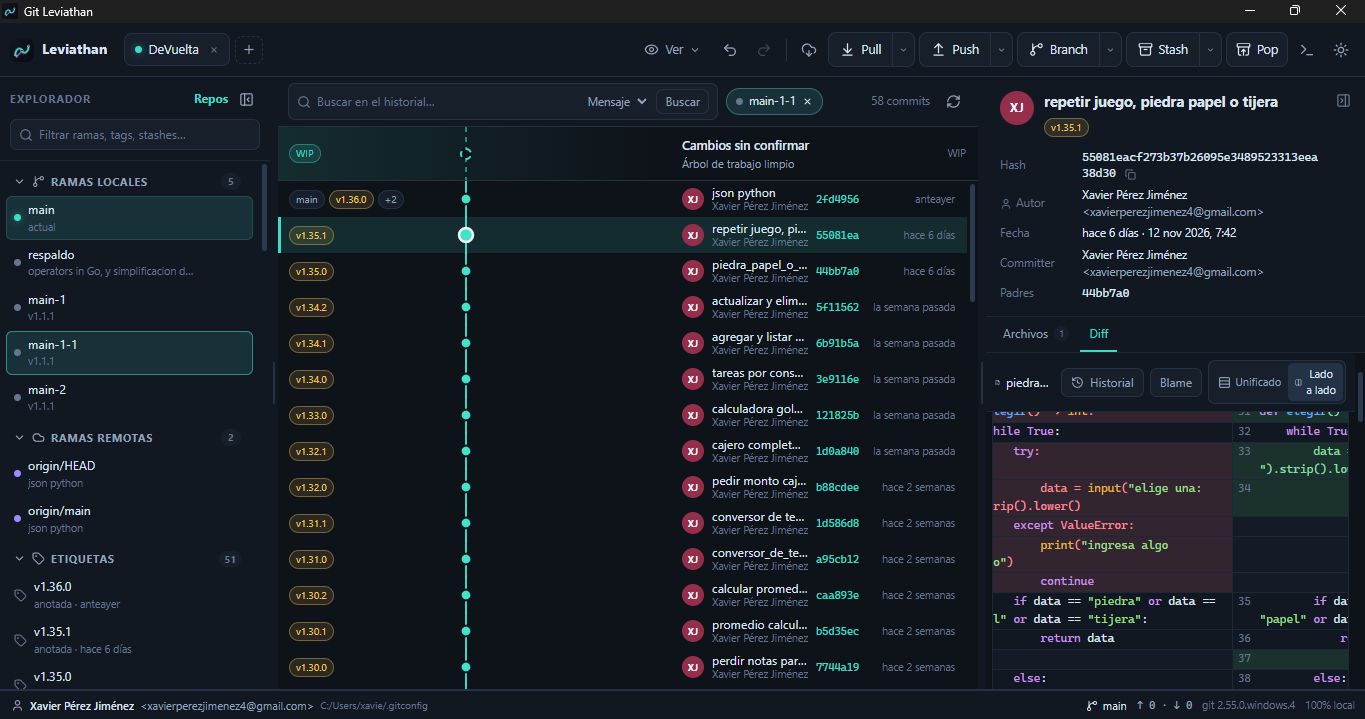 Git Leviathan
Leviathan
DeVuelta
Ver
Pull
Push
Branch
Stash
Pop
EXPLORADOR
Repos
Filtrar ramas, tags, stashes...
RAMAS LOCALES 5
main
actual
respaldo
operators in Go, y simplificacion d...
main-1
v1.1.1
main-1-1
v1.1.1
main-2
v1.1.1
RAMAS REMOTAS 2
origin/HEAD
json python
origin/main
json python
ETIQUETAS 51
v1.36.0
anotada · anteayer
v1.35.1
anotada · hace 6 días
v1.35.0
Buscar en el historial...
Mensaje
Buscar
main-1-1 ×
58 commits
WIP
Cambios sin confirmar
Árbol de trabajo limpio
WIP
main v1.36.0 +2 json python
Xavier Pérez Jiménez
XJ 2fd4956 anteayer
v1.35.1 repetir juego, pi...
Xavier Pérez Jiménez
XJ 55081ea hace 6 días
v1.35.0 piedra_papel_o_...
Xavier Pérez Jiménez
XJ 44bb7a0 hace 6 días
v1.34.2 actualizar y elim...
Xavier Pérez Jiménez
XJ 5f11562 la semana pasada
v1.34.1 agregar y listar ...
Xavier Pérez Jiménez
XJ 6b91b5a la semana pasada
v1.34.0 tareas por cons...
Xavier Pérez Jiménez
XJ 3e9116e la semana pasada
v1.33.0 calculadora gol...
Xavier Pérez Jiménez
XJ 121825b la semana pasada
v1.32.1 cajero complet...
Xavier Pérez Jiménez
XJ 1d0a840 la semana pasada
v1.32.0 pedir monto caj...
Xavier Pérez Jiménez
XJ b88cdee hace 2 semanas
v1.31.1 conversor de te...
Xavier Pérez Jiménez
XJ 1d586d8 hace 2 semanas
v1.31.0 conversor_de_te...
Xavier Pérez Jiménez
XJ a95cb12 hace 2 semanas
v1.30.2 calcular promed...
Xavier Pérez Jiménez
XJ caa893e hace 2 semanas
v1.30.1 promedio calcul...
Xavier Pérez Jiménez
XJ b5d35ec hace 2 semanas
v1.30.0 perdir notas par...
Xavier Pérez Jiménez
XJ 7744a19 hace 2 semanas
XJ
repetir juego, piedra papel o tijera
v1.35.1
Hash 55081eacf273b37b26095e3489523313eea
38d30
Autor Xavier Pérez Jiménez
<xavierperezjimenez4@gmail.com>
Fecha hace 6 días · 12 nov 2026, 7:42
Committer Xavier Pérez Jiménez
<xavierperezjimenez4@gmail.com>
Padres 44bb7a0
Archivos 1
Diff
piedra...
Historial
Blame
Unificado
Lado
a lado
hile True: 32 while Tru
try: 33 data =
").strip().lo
data = input("elige una: 34
rip().lower()
except ValueError:
print("ingresa algo
o")
continue
if data == "piedra" or data == 35 if da
l" or data == "tijera": "papel" or da
return data 36 r
37
else: 38 else:
Xavier Pérez Jiménez <xavierperezjimenez4@gmail.com> C:/Users/xavie/.gitconfig
main ↑ 0 · ↓ 0 git 2.55.0.windows.4 100% local